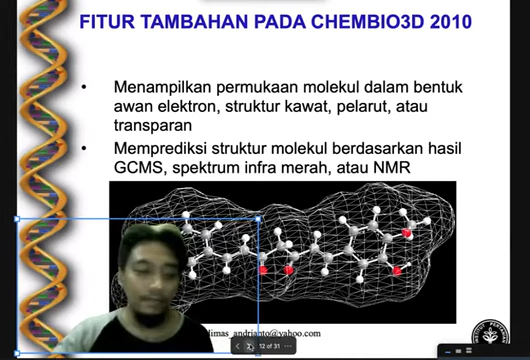 FITUR TAMBAHAN PADA CHEMBIO3D 2010
• Menampilkan permukaan molekul dalam bentuk
awan elektron, struktur kawat, pelarut, atau
transparan
• Memprediksi struktur molekul berdasarkan hasil
GCMS, spektrum infra merah, atau NMR
dimas_andrianto@yahoo.com
12 of 31